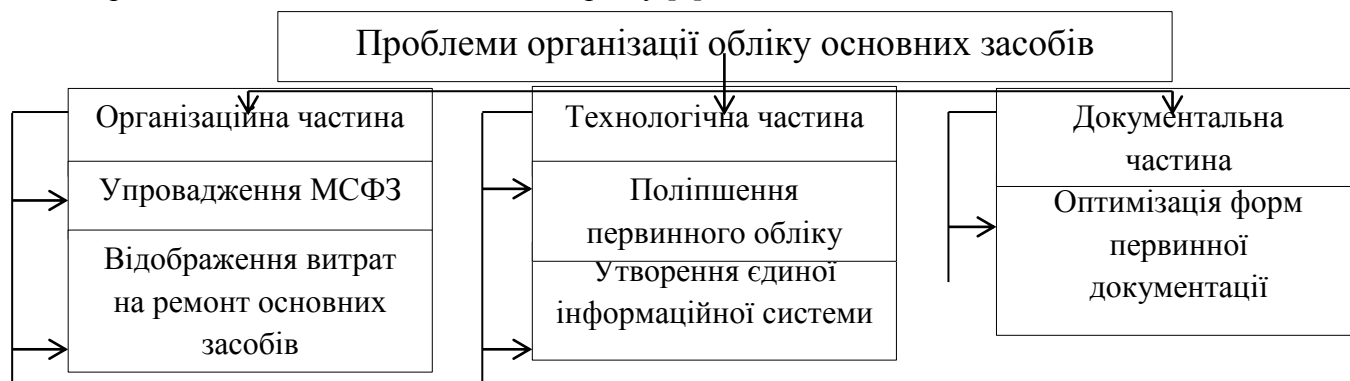 Проблеми організації обліку основних засобів
Організаційна частина
Упровадження МСФЗ
Відображення витрат
на ремонт основних
засобів
Технологічна частина
Поліпшення
первинного обліку
Утворення єдиної
інформаційної системи
Документальна
частина
Оптимізація форм
первинної
документації